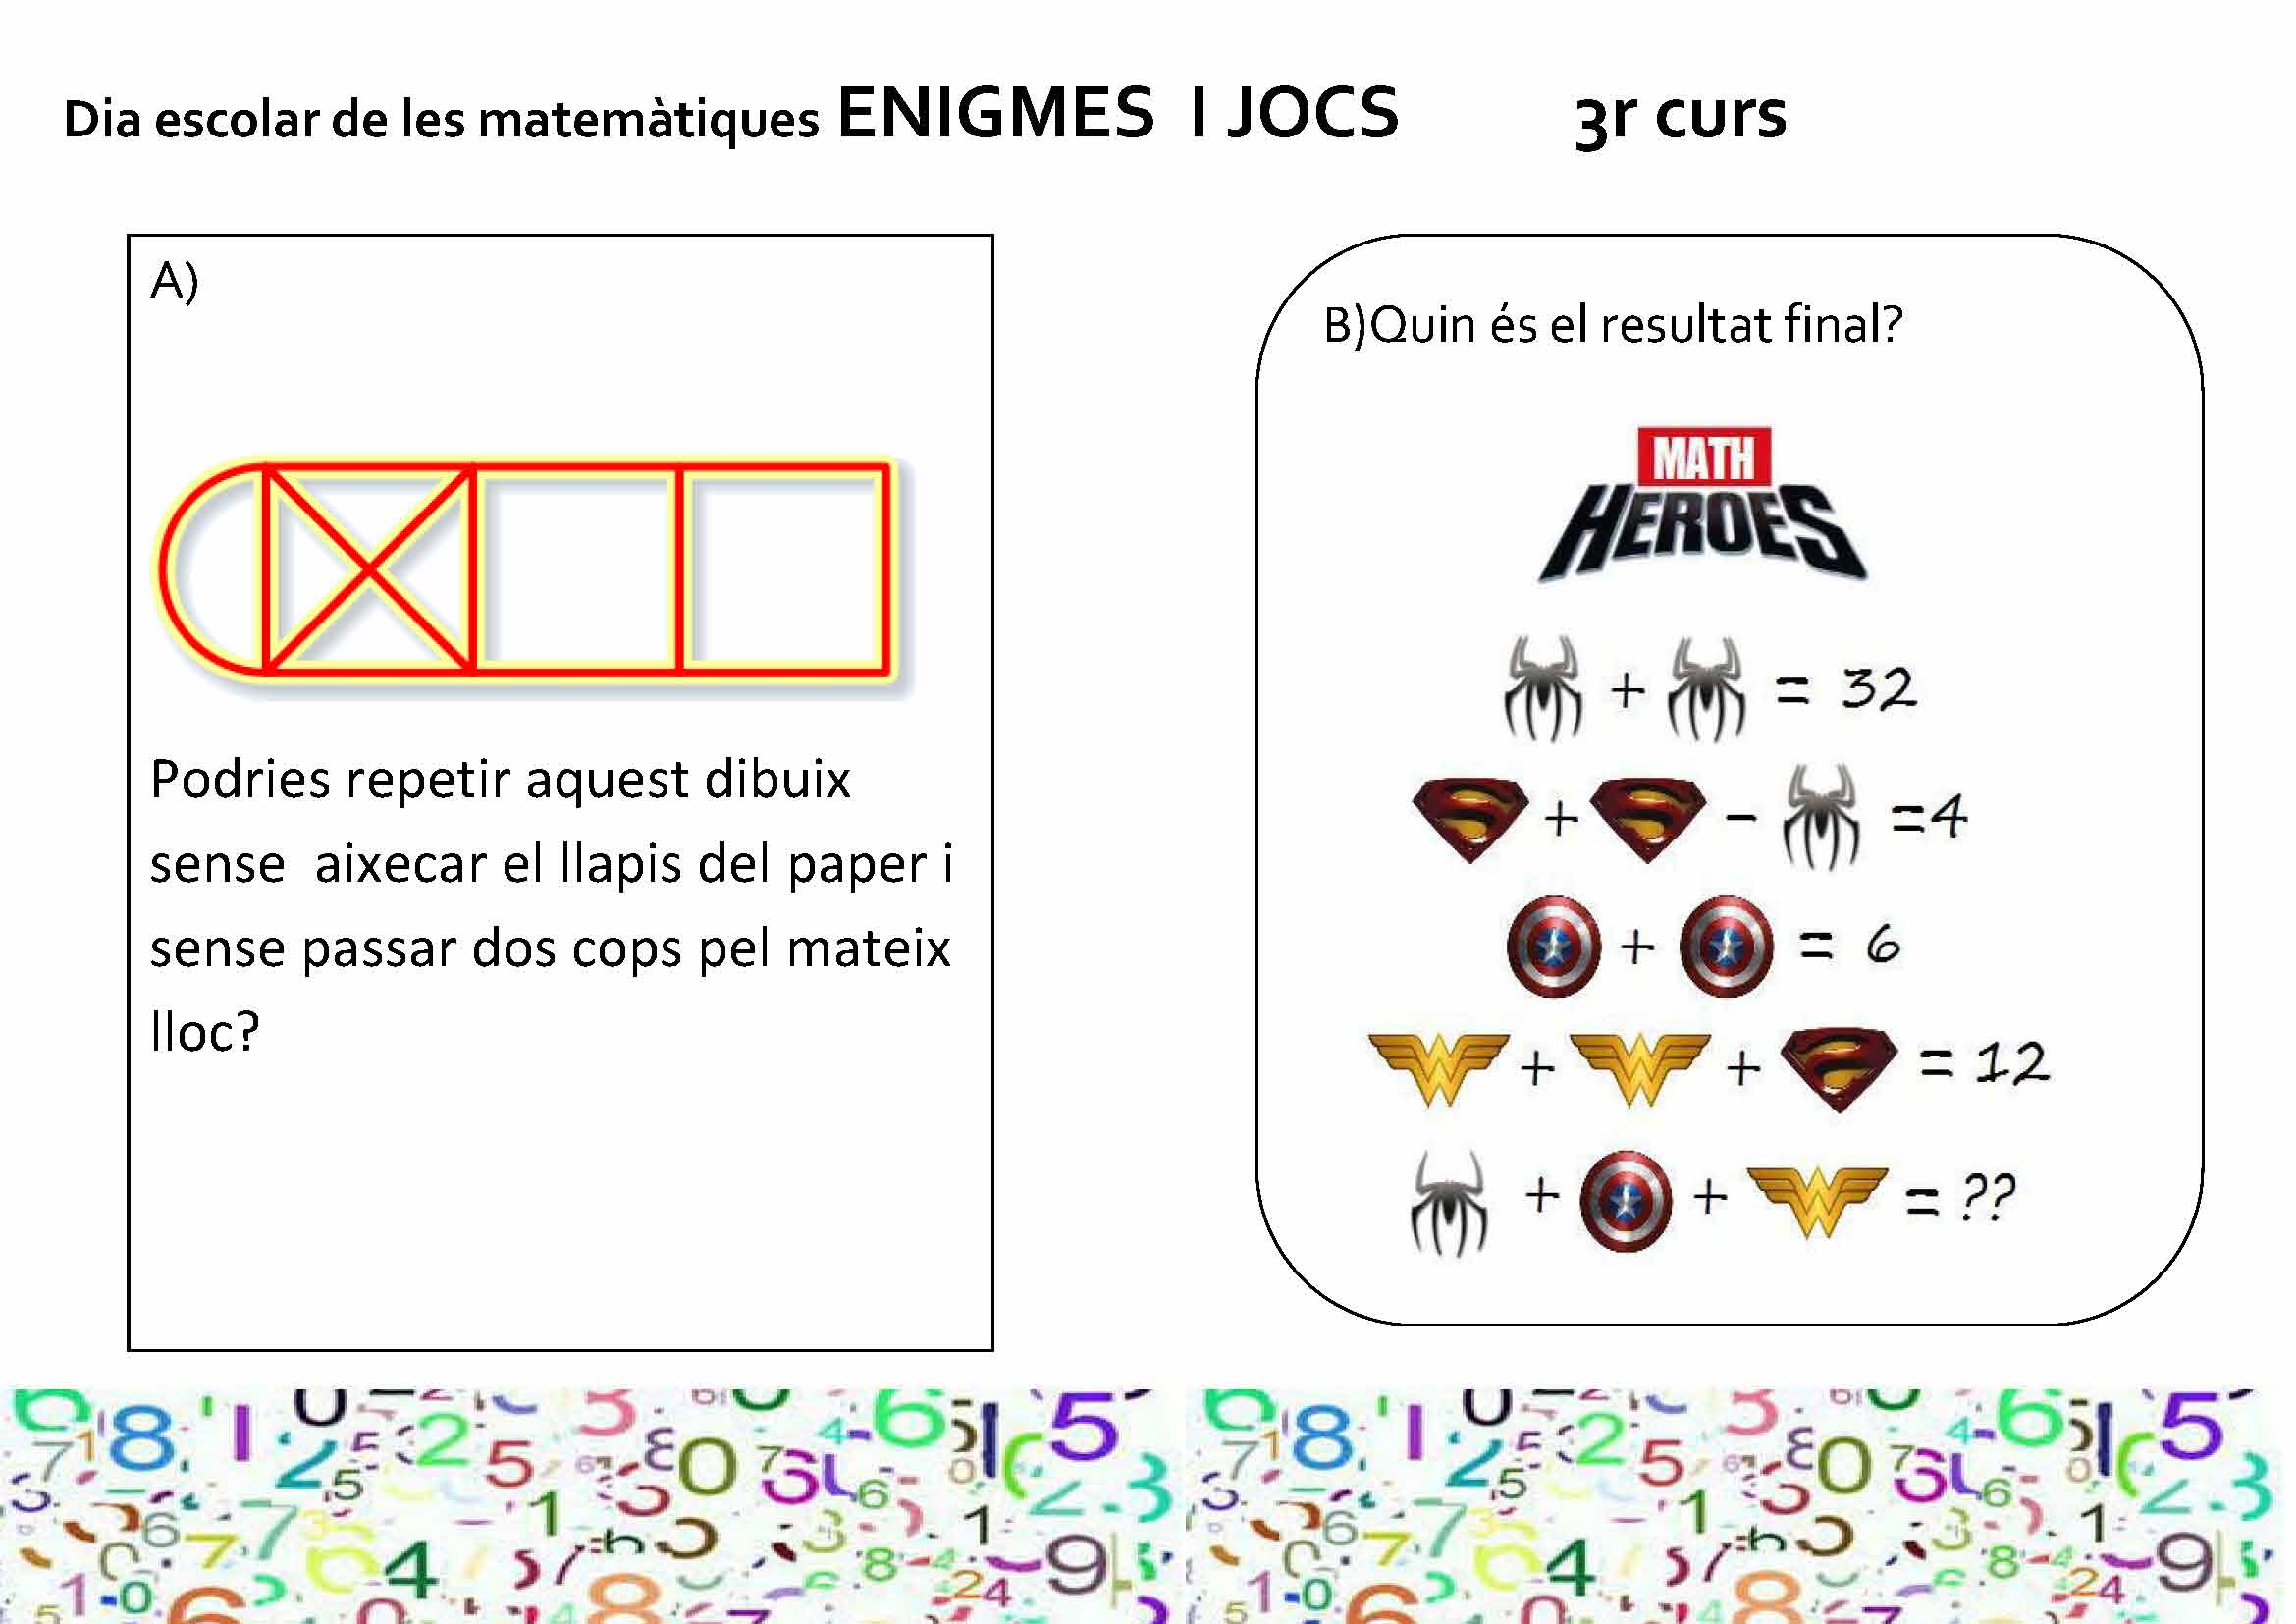 Dia escolar de les matemàtiques ENIGMES I JOCS 3r curs
A)
Podries repetir aquest dibuix
sense aixecar el llapis del paper i
sense passar dos cops pel mateix
lloc?
B)Quin és el resultat final?
MATH
HEROES
+ = 32
+ - =4
+ = 6
+ + = 12
+ + = ??